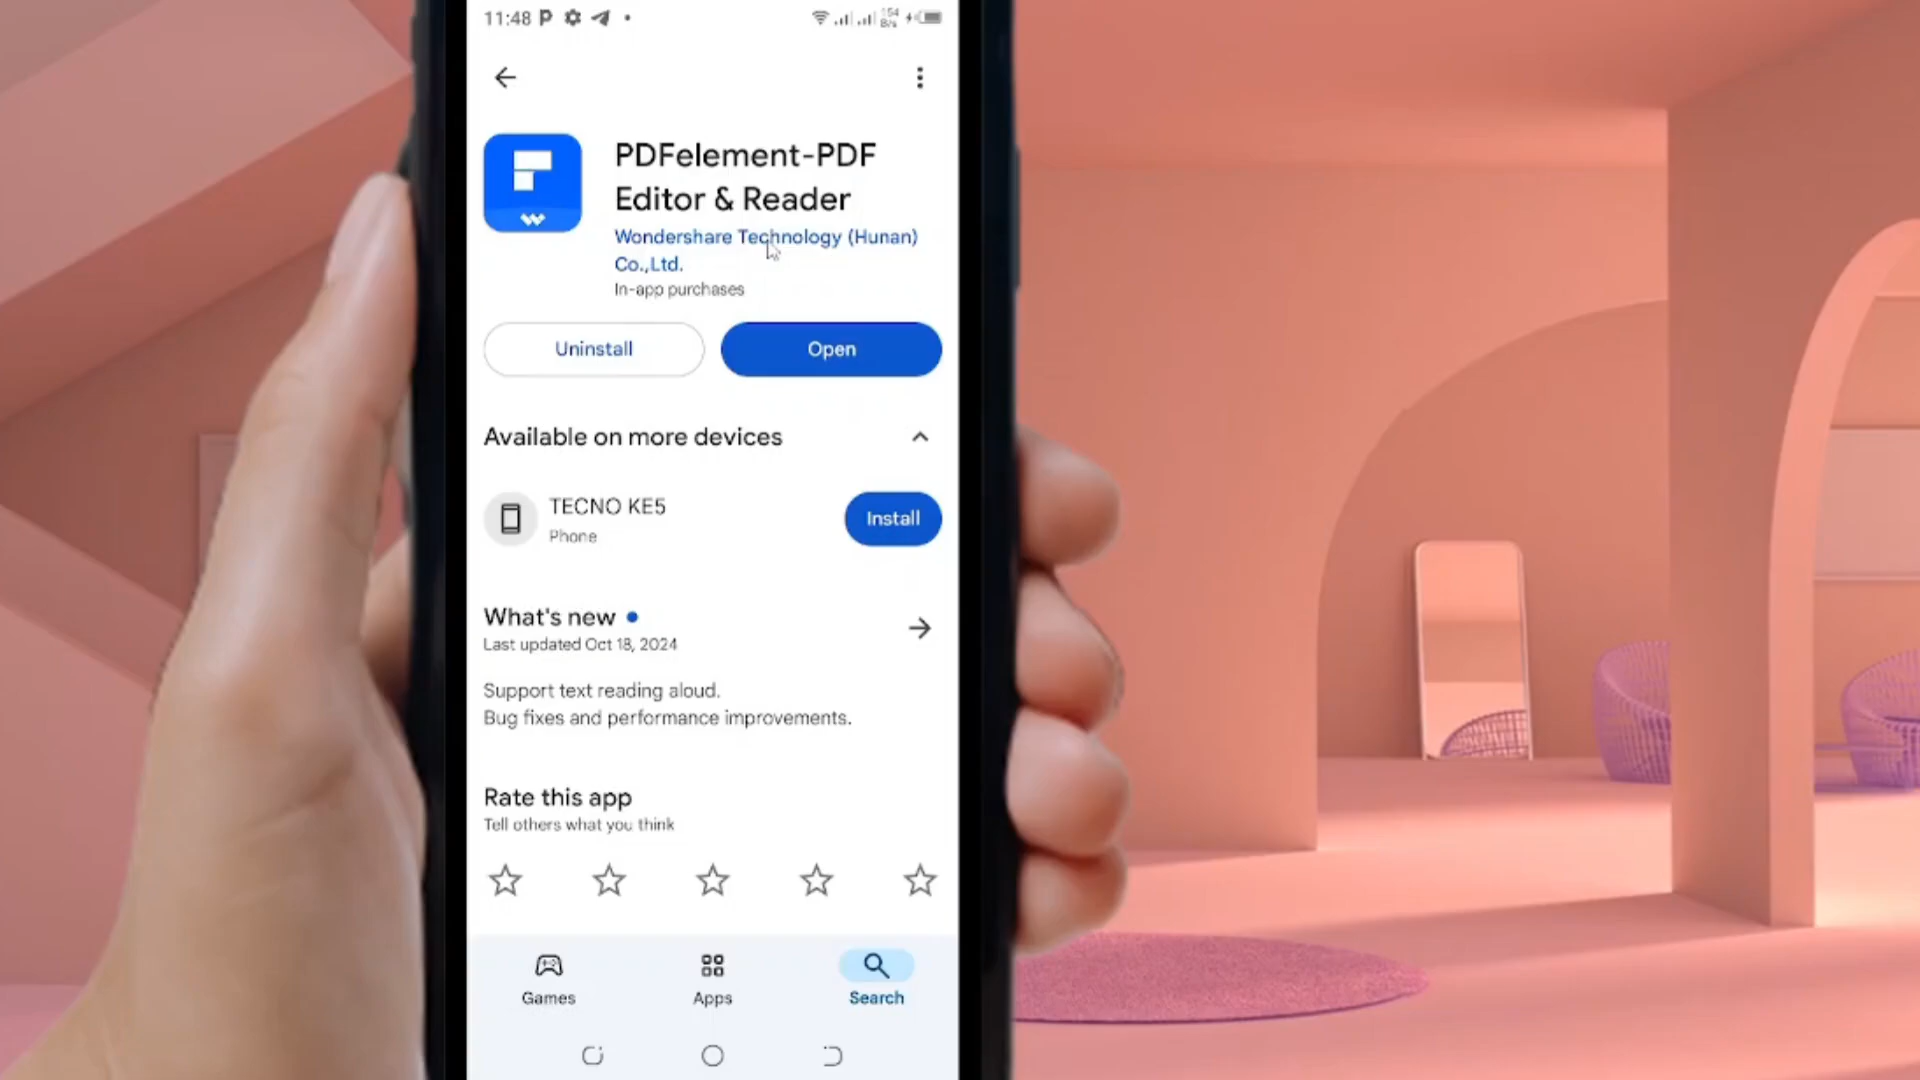 11:48
154
B/s
PDFelement-PDF
Editor & Reader
Wondershare Technology (Hunan)
Co.,Ltd.
In-app purchases
Uninstall
Open
Available on more devices
TECNO KE5
Phone
Install
What's new
Last updated Oct 18, 2024
Support text reading aloud.
Bug fixes and performance improvements.
Rate this app
Tell others what you think
Games
Apps
Search